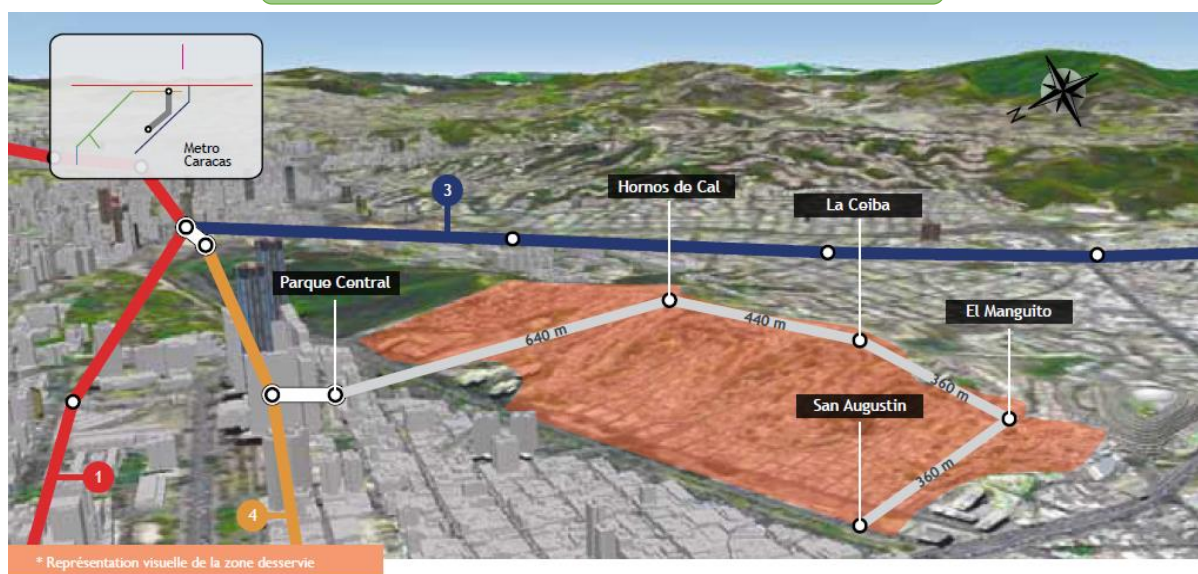 Metro
Caracas
N
3
Hornos de Cal
La Ceiba
Parque Central
El Manguito
640 m
440 m
360 m
San Augustin
360 m
1
4
* Représentation visuelle de la zone desservie